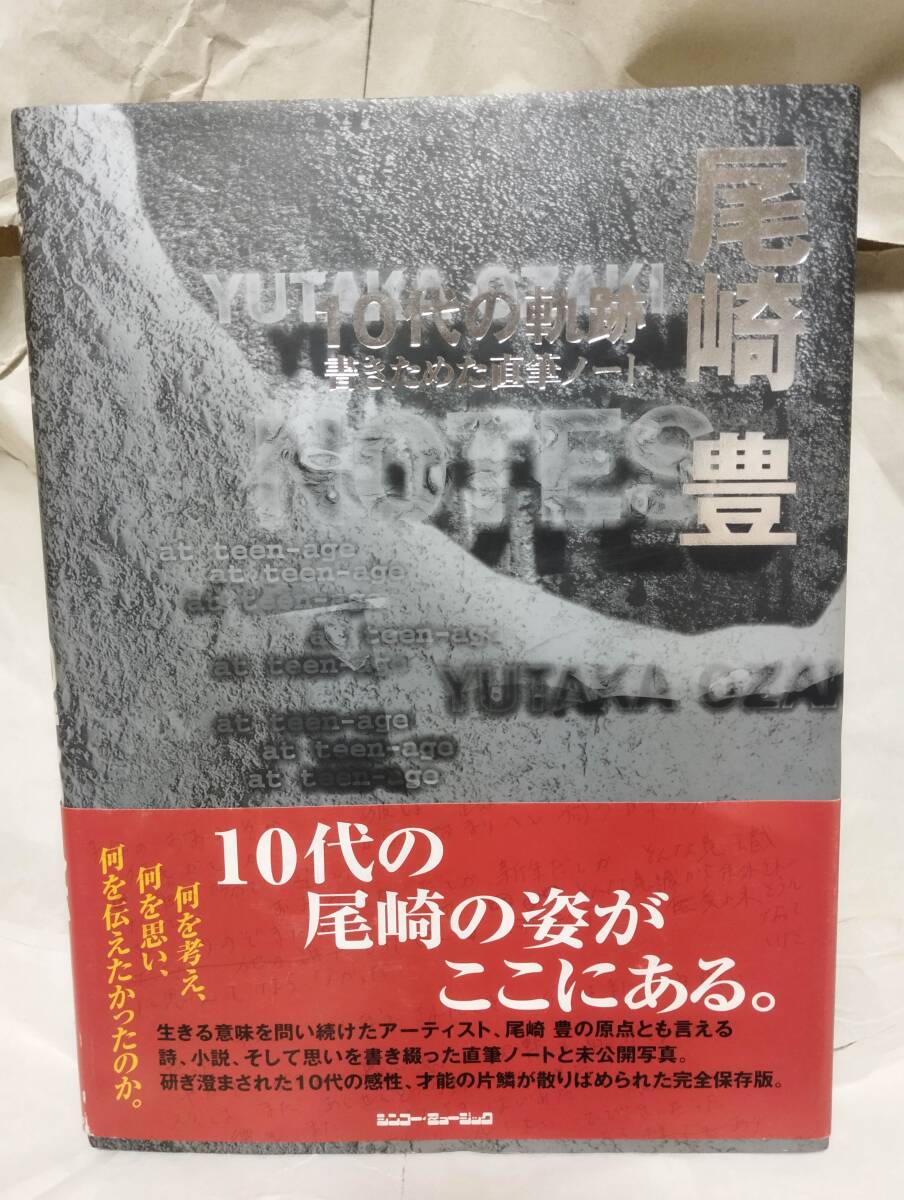 尾崎 豊
YUTAKA OZAKI
10代の軌跡
書きためた直筆ノート
NOTES
at teen-age
at teen-age
at teen-age
at teen-age
at teen-age
YUTAKA OZAK
at teen-age
at teen-age
at teen-age
何を考え、
何を思い、
何を伝えたかったのか。
10代の
尾崎の姿が
ここにある。
生きる意味を問い続けたアーティスト、尾崎 豊の原点とも言える
詩、小説、そして思いを書き綴った直筆ノートと未公開写真。
研ぎ澄まされた10代の感性、才能の片鱗が散りばめられた完全保存版。
シンコー・ミュージック